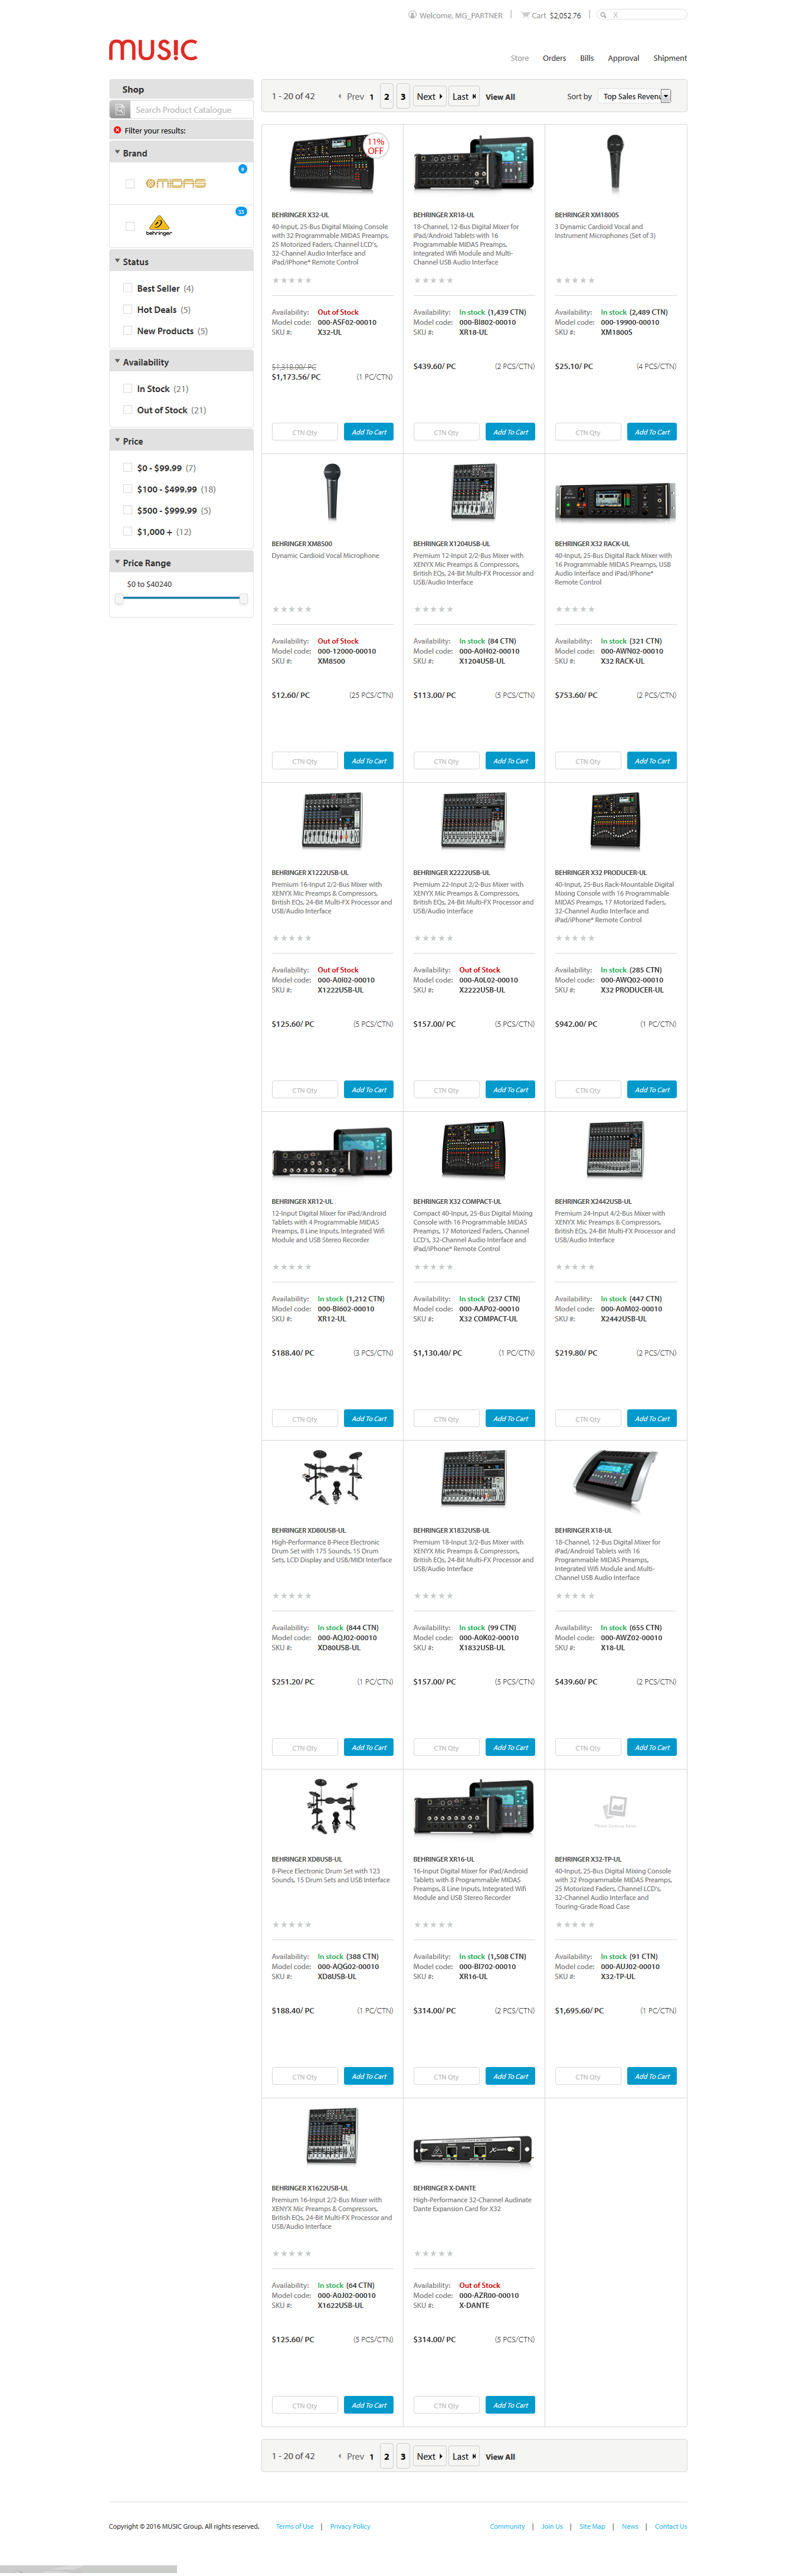 Welcome, MG_PARTNER | Cart $2,052.76 | X
MUSIC
Store Orders Bills Approval Shipment
Shop
Search Product Catalogue
Filter your results:
Brand
MIDAS
behringer
33
Status
Best Seller (4)
Hot Deals (5)
New Products (5)
Availability
In Stock (21)
Out of Stock (21)
Price
$0 - $99.99 (7)
$100 - $499.99 (18)
$500 - $999.99 (5)
$1,000 + (12)
Price Range
$0 to $40240
1 - 20 of 42 Prev 1 2 3 Next Last View All Sort by Top Sales Revenu
11% OFF
BEHRINGER X32-UL
40-Input, 25-Bus Digital Mixing Console
with 32 Programmable MIDAS Preamps,
25 Motorized Faders, Channel LCD's,
32-Channel Audio Interface and
iPad/iPhone* Remote Control
Availability: Out of Stock
Model code: 000-ASF02-00010
SKU #: X32-UL
$1,318.00/ PC
$1,173.56/ PC (1 PC/CTN)
CTN Qty Add To Cart
BEHRINGER XR18-UL
18-Channel, 12-Bus Digital Mixer for
iPad/Android Tablets with 16
Programmable MIDAS Preamps,
Integrated Wifi Module and Multi-
Channel USB Audio Interface
Availability: In stock (1,439 CTN)
Model code: 000-BI802-00010
SKU #: XR18-UL
$439.60/ PC (2 PCS/CTN)
CTN Qty Add To Cart
BEHRINGER XM1800S
3 Dynamic Cardioid Vocal and
Instrument Microphones (Set of 3)
Availability: In stock (2,489 CTN)
Model code: 000-19900-00010
SKU #: XM1800S
$25.10/ PC (4 PCS/CTN)
CTN Qty Add To Cart
BEHRINGER XM8500
Dynamic Cardioid Vocal Microphone
Availability: Out of Stock
Model code: 000-12000-00010
SKU #: XM8500
$12.60/ PC (25 PCS/CTN)
CTN Qty Add To Cart
BEHRINGER X1204USB-UL
Premium 12-Input 2/2-Bus Mixer with
XENYX Mic Preamps & Compressors,
British EQs, 24-Bit Multi-FX Processor and
USB/Audio Interface
Availability: In stock (84 CTN)
Model code: 000-A0H02-00010
SKU #: X1204USB-UL
$113.00/ PC (5 PCS/CTN)
CTN Qty Add To Cart
BEHRINGER X32 RACK-UL
40-Input, 25-Bus Digital Rack Mixer with
16 Programmable MIDAS Preamps, USB
Audio Interface and iPad/iPhone*
Remote Control
Availability: In stock (321 CTN)
Model code: 000-AWN02-00010
SKU #: X32 RACK-UL
$753.60/ PC (2 PCS/CTN)
CTN Qty Add To Cart
BEHRINGER X1222USB-UL
Premium 16-Input 2/2-Bus Mixer with
XENYX Mic Preamps & Compressors,
British EQs, 24-Bit Multi-FX Processor and
USB/Audio Interface
Availability: Out of Stock
Model code: 000-A0I02-00010
SKU #: X1222USB-UL
$125.60/ PC (5 PCS/CTN)
CTN Qty Add To Cart
BEHRINGER X2222USB-UL
Premium 22-Input 2/2-Bus Mixer with
XENYX Mic Preamps & Compressors,
British EQs, 24-Bit Multi-FX Processor and
USB/Audio Interface
Availability: Out of Stock
Model code: 000-A0L02-00010
SKU #: X2222USB-UL
$157.00/ PC (5 PCS/CTN)
CTN Qty Add To Cart
BEHRINGER X32 PRODUCER-UL
40-Input, 25-Bus Rack-Mountable Digital
Mixing Console with 16 Programmable
MIDAS Preamps, 17 Motorized Faders,
32-Channel Audio Interface and
iPad/iPhone* Remote Control
Availability: In stock (285 CTN)
Model code: 000-AWQ02-00010
SKU #: X32 PRODUCER-UL
$942.00/ PC (1 PC/CTN)
CTN Qty Add To Cart
BEHRINGER XR12-UL
12-Input Digital Mixer for iPad/Android
Tablets with 4 Programmable MIDAS
Preamps, 8 Line Inputs, Integrated Wifi
Module and USB Stereo Recorder
Availability: In stock (1,212 CTN)
Model code: 000-BI602-00010
SKU #: XR12-UL
$188.40/ PC (3 PCS/CTN)
CTN Qty Add To Cart
BEHRINGER X32 COMPACT-UL
Compact 40-Input, 25-Bus Digital Mixing
Console with 16 Programmable MIDAS
Preamps, 17 Motorized Faders, Channel
LCD's, 32-Channel Audio Interface and
iPad/iPhone* Remote Control
Availability: In stock (237 CTN)
Model code: 000-AAP02-00010
SKU #: X32 COMPACT-UL
$1,130.40/ PC (1 PC/CTN)
CTN Qty Add To Cart
BEHRINGER X2442USB-UL
Premium 24-Input 4/2-Bus Mixer with
XENYX Mic Preamps & Compressors,
British EQs, 24-Bit Multi-FX Processor and
USB/Audio Interface
Availability: In stock (447 CTN)
Model code: 000-A0M02-00010
SKU #: X2442USB-UL
$219.80/ PC (2 PCS/CTN)
CTN Qty Add To Cart
BEHRINGER XD80USB-UL
High-Performance 8-Piece Electronic
Drum Set with 175 Sounds, 15 Drum
Sets, LCD Display and USB/MIDI Interface
Availability: In stock (844 CTN)
Model code: 000-AQJ02-00010
SKU #: XD80USB-UL
$251.20/ PC (1 PC/CTN)
CTN Qty Add To Cart
BEHRINGER X1832USB-UL
Premium 18-Input 3/2-Bus Mixer with
XENYX Mic Preamps & Compressors,
British EQs, 24-Bit Multi-FX Processor and
USB/Audio Interface
Availability: In stock (99 CTN)
Model code: 000-A0K02-00010
SKU #: X1832USB-UL
$157.00/ PC (5 PCS/CTN)
CTN Qty Add To Cart
BEHRINGER X18-UL
18-Channel, 12-Bus Digital Mixer for
iPad/Android Tablets with 16
Programmable MIDAS Preamps,
Integrated Wifi Module and Multi-
Channel USB Audio Interface
Availability: In stock (655 CTN)
Model code: 000-AWZ02-00010
SKU #: X18-UL
$439.60/ PC (2 PCS/CTN)
CTN Qty Add To Cart
BEHRINGER XD8USB-UL
8-Piece Electronic Drum Set with 123
Sounds, 15 Drum Sets and USB Interface
Availability: In stock (388 CTN)
Model code: 000-AQG02-00010
SKU #: XD8USB-UL
$188.40/ PC (1 PC/CTN)
CTN Qty Add To Cart
BEHRINGER XR16-UL
16-Input Digital Mixer for iPad/Android
Tablets with 8 Programmable MIDAS
Preamps, 8 Line Inputs, Integrated Wifi
Module and USB Stereo Recorder
Availability: In stock (1,508 CTN)
Model code: 000-BI702-00010
SKU #: XR16-UL
$314.00/ PC (2 PCS/CTN)
CTN Qty Add To Cart
Photo Coming Soon
BEHRINGER X32-TP-UL
40-Input, 25-Bus Digital Mixing Console
with 32 Programmable MIDAS Preamps,
25 Motorized Faders, Channel LCD's,
32-Channel Audio Interface and
Touring-Grade Road Case
Availability: In stock (91 CTN)
Model code: 000-AUJ02-00010
SKU #: X32-TP-UL
$1,695.60/ PC (1 PC/CTN)
CTN Qty Add To Cart
BEHRINGER X1622USB-UL
Premium 16-Input 2/2-Bus Mixer with
XENYX Mic Preamps & Compressors,
British EQs, 24-Bit Multi-FX Processor and
USB/Audio Interface
Availability: In stock (64 CTN)
Model code: 000-A0J02-00010
SKU #: X1622USB-UL
$125.60/ PC (5 PCS/CTN)
CTN Qty Add To Cart
BEHRINGER X-DANTE
High-Performance 32-Channel Audinate
Dante Expansion Card for X32
Availability: Out of Stock
Model code: 000-AZR00-00010
SKU #: X-DANTE
$314.00/ PC (5 PCS/CTN)
CTN Qty Add To Cart
1 - 20 of 42 Prev 1 2 3 Next Last View All
Copyright © 2016 MUSIC Group. All rights reserved. Terms of Use | Privacy Policy Community | Join Us | Site Map | News | Contact Us